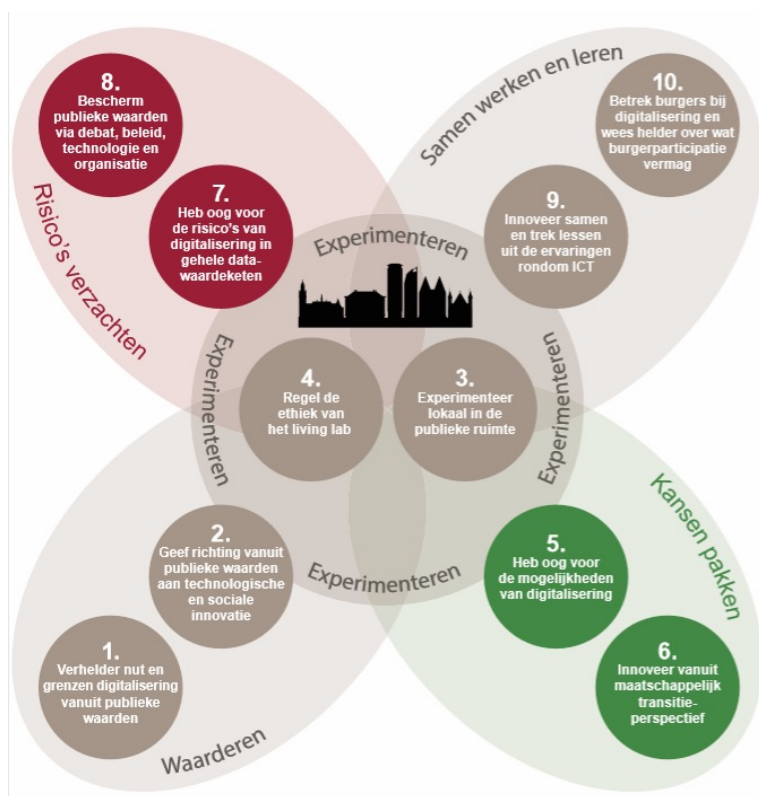 8.
Bescherm
publieke waarden
via debat, beleid,
technologie en
organisatie
7.
Heb oog voor
de risico's van
digitalisering in
gehele data-
waardeketen
Risico's verzachten
Samen werken en leren
10.
Betrek burgers bij
digitalisering en
wees helder over wat
burgerparticipatie
vermag
9.
Innoveer samen
en trek lessen
uit de ervaringen
rondom ICT
Experimenteren
Experimenteren
Experimenteren
4.
Regel de
ethiek van
het living lab
3.
Experimenteer
lokaal in de
publieke ruimte
Experimenteren
2.
Geef richting vanuit
publieke waarden
aan technologische
en sociale
innovatie
1.
Verhelder nut en
grenzen digitalisering
vanuit publieke
waarden
Waarderen
Kansen pakken
5.
Heb oog voor
de mogelijkheden
van digitalisering
6.
Innoveer vanuit
maatschappelijk
transitie-
perspectief